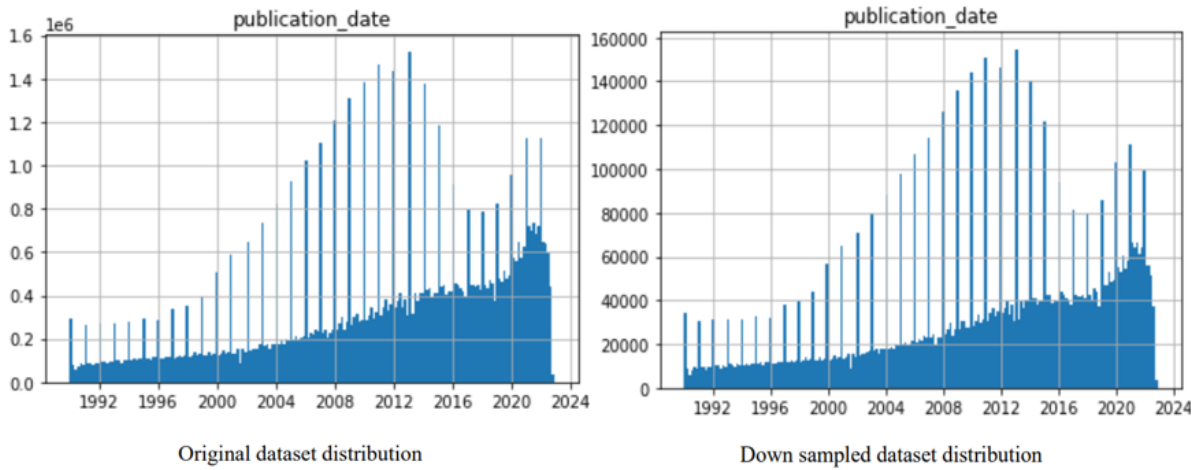 publication_date
1e6
1.6
1.4
1.2
1.0
0.8
0.6
0.4
0.2
0.0
1992 1996 2000 2004 2008 2012 2016 2020 2024
Original dataset distribution
publication_date
160000
140000
120000
100000
80000
60000
40000
20000
0
1992 1996 2000 2004 2008 2012 2016 2020 2024
Down sampled dataset distribution